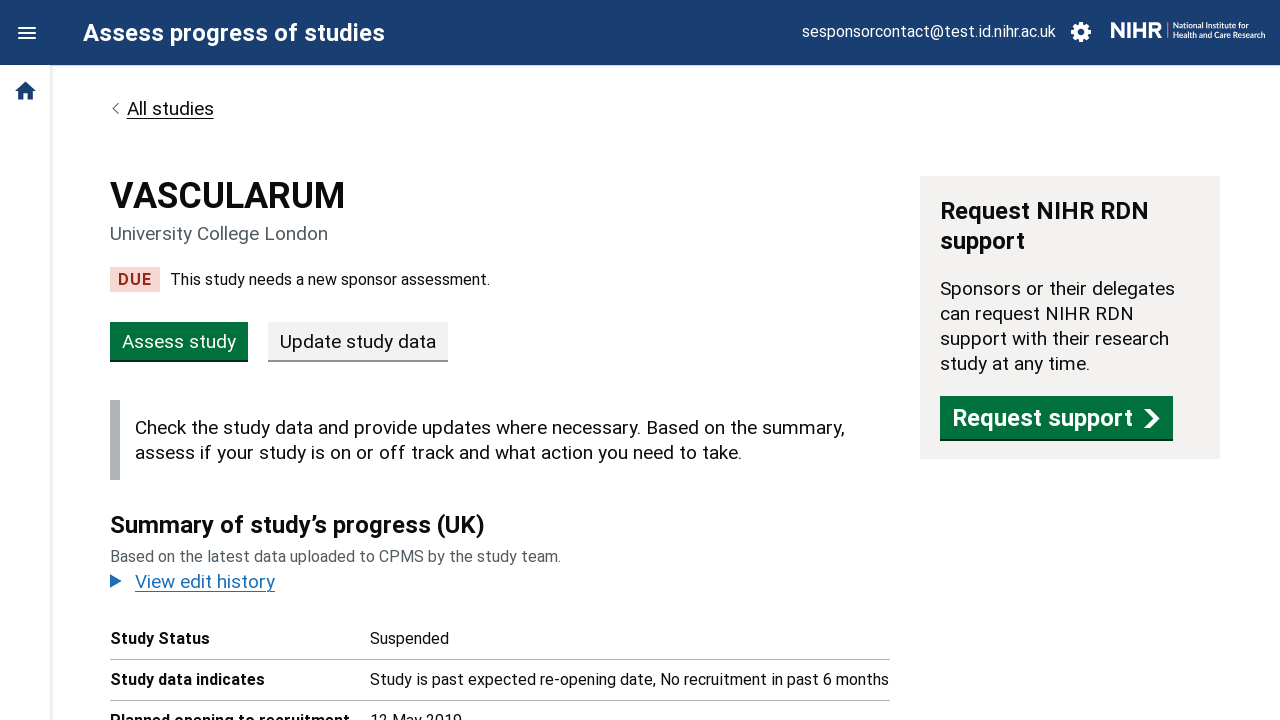 Assess progress of studies
sesponsorcontact@test.id.nihr.ac.uk
NIHR
National Institute for
Health and Care Research
All studies
VASCULARUM
University College London
DUE
This study needs a new sponsor assessment.
Assess study
Update study data
Check the study data and provide updates where necessary. Based on the summary,
assess if your study is on or off track and what action you need to take.
Summary of study’s progress (UK)
Based on the latest data uploaded to CPMS by the study team.
View edit history
Study Status Suspended
Study data indicates Study is past expected re-opening date, No recruitment in past 6 months
Planned opening to recruitment 12 May 2019
Request NIHR RDN
support
Sponsors or their delegates
can request NIHR RDN
support with their research
study at any time.
Request support